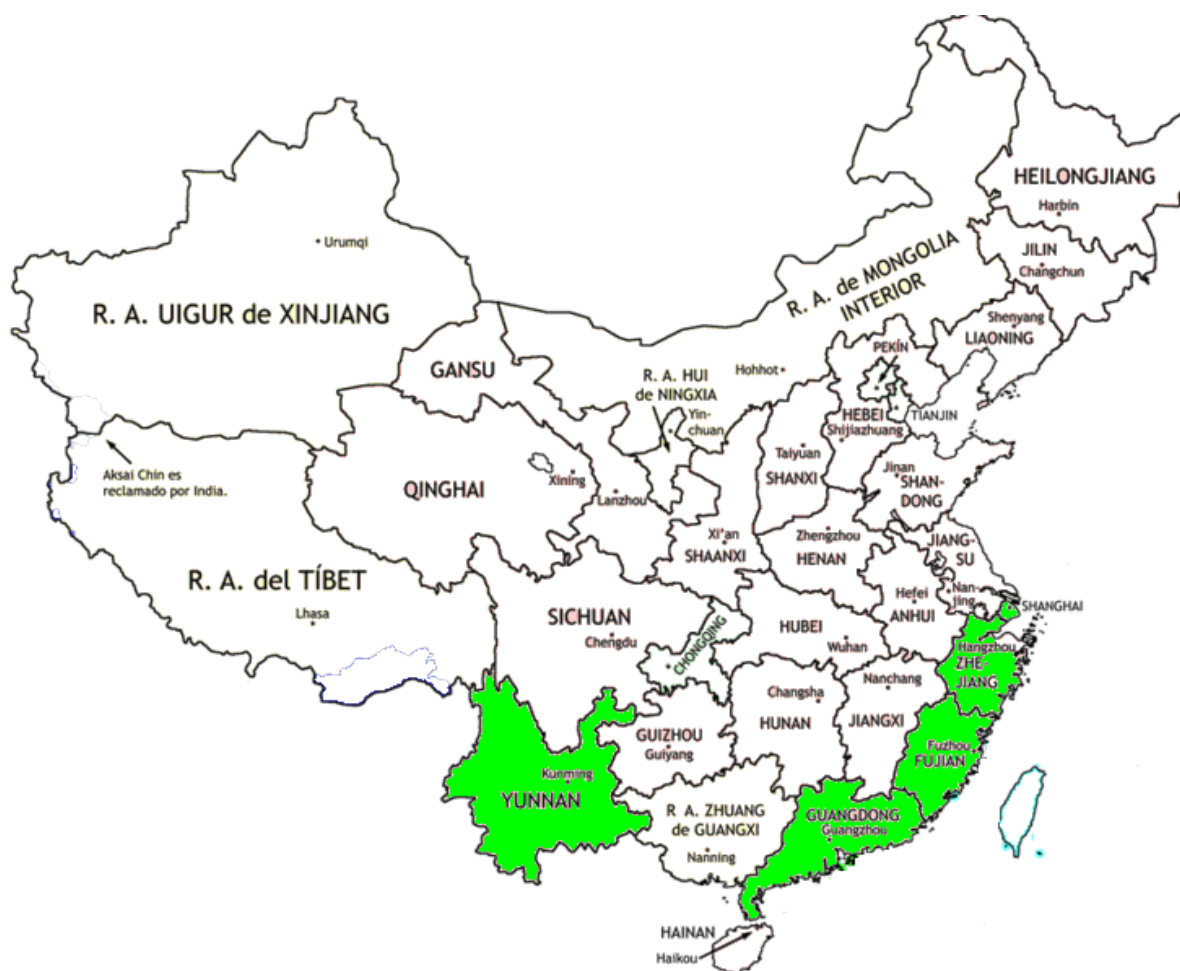 HEILONGJIANG
Harbin
Urumqi
JILIN
Changchun
R. A. de MONGOLIA
INTERIOR
R. A. UIGUR de XINJIANG
Shenyang
LIAONING
PEKÍN
GANSU
Hohhot
R. A. HUI
de NINGXIA
Yin-
chuan
HEBEI
Shijiazhuang
TIANJIN
Taiyuan
SHANXI
Jinan
SHAN-
DONG
Aksai Chin es
reclamado por India.
QINGHAI
Xining
Lanzhou
Xi'an
SHAANXI
Zhengzhou
HENAN
JIANG-
SU
R. A. del TÍBET
Lhasa
Hefei
ANHUI
Nan-
jing
SHANGHAI
SICHUAN
Chengdu
CHONGQING
HUBEI
Wuhan
Hangzhou
ZHE-
JIANG
Changsha
HUNAN
Nanchang
JIANGXI
GUIZHOU
Guiyang
Fuzhou
FUJIAN
Kunming
YUNNAN
R A. ZHUANG
de GUANGXI
Nanning
GUANGDONG
Guangzhou
HAINAN
Haikou